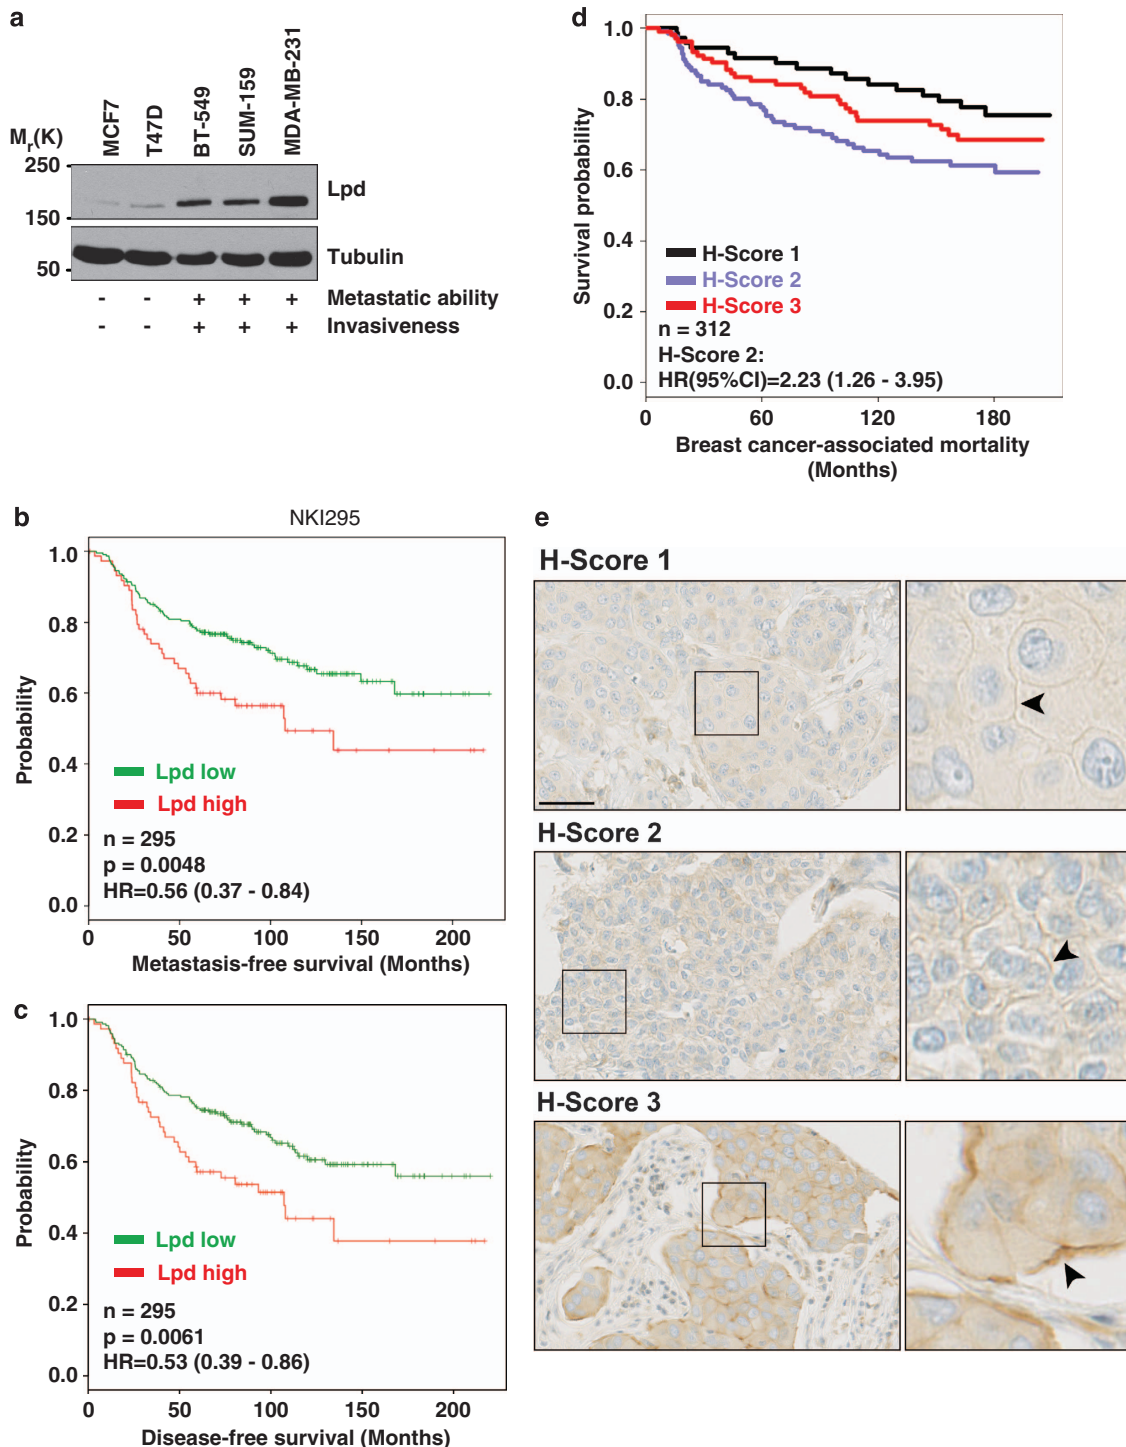 a
MCF7
T47D
BT-549
SUM-159
MDA-MB-231
Mr(K)
250
150
Lpd
50
Tubulin
- - + + + Metastatic ability
- - + + + Invasiveness
d
1.0
0.8
0.6
0.4
0.2
0.0
Survival probability
H-Score 1
H-Score 2
H-Score 3
n = 312
H-Score 2:
HR(95%CI)=2.23 (1.26 - 3.95)
0 60 120 180
Breast cancer-associated mortality
(Months)
b
NKI295
1.0
0.8
0.6
0.4
0.2
0.0
Probability
Lpd low
Lpd high
n = 295
p = 0.0048
HR=0.56 (0.37 - 0.84)
0 50 100 150 200
Metastasis-free survival (Months)
c
1.0
0.8
0.6
0.4
0.2
0.0
Probability
Lpd low
Lpd high
n = 295
p = 0.0061
HR=0.53 (0.39 - 0.86)
0 50 100 150 200
Disease-free survival (Months)
e
H-Score 1
H-Score 2
H-Score 3